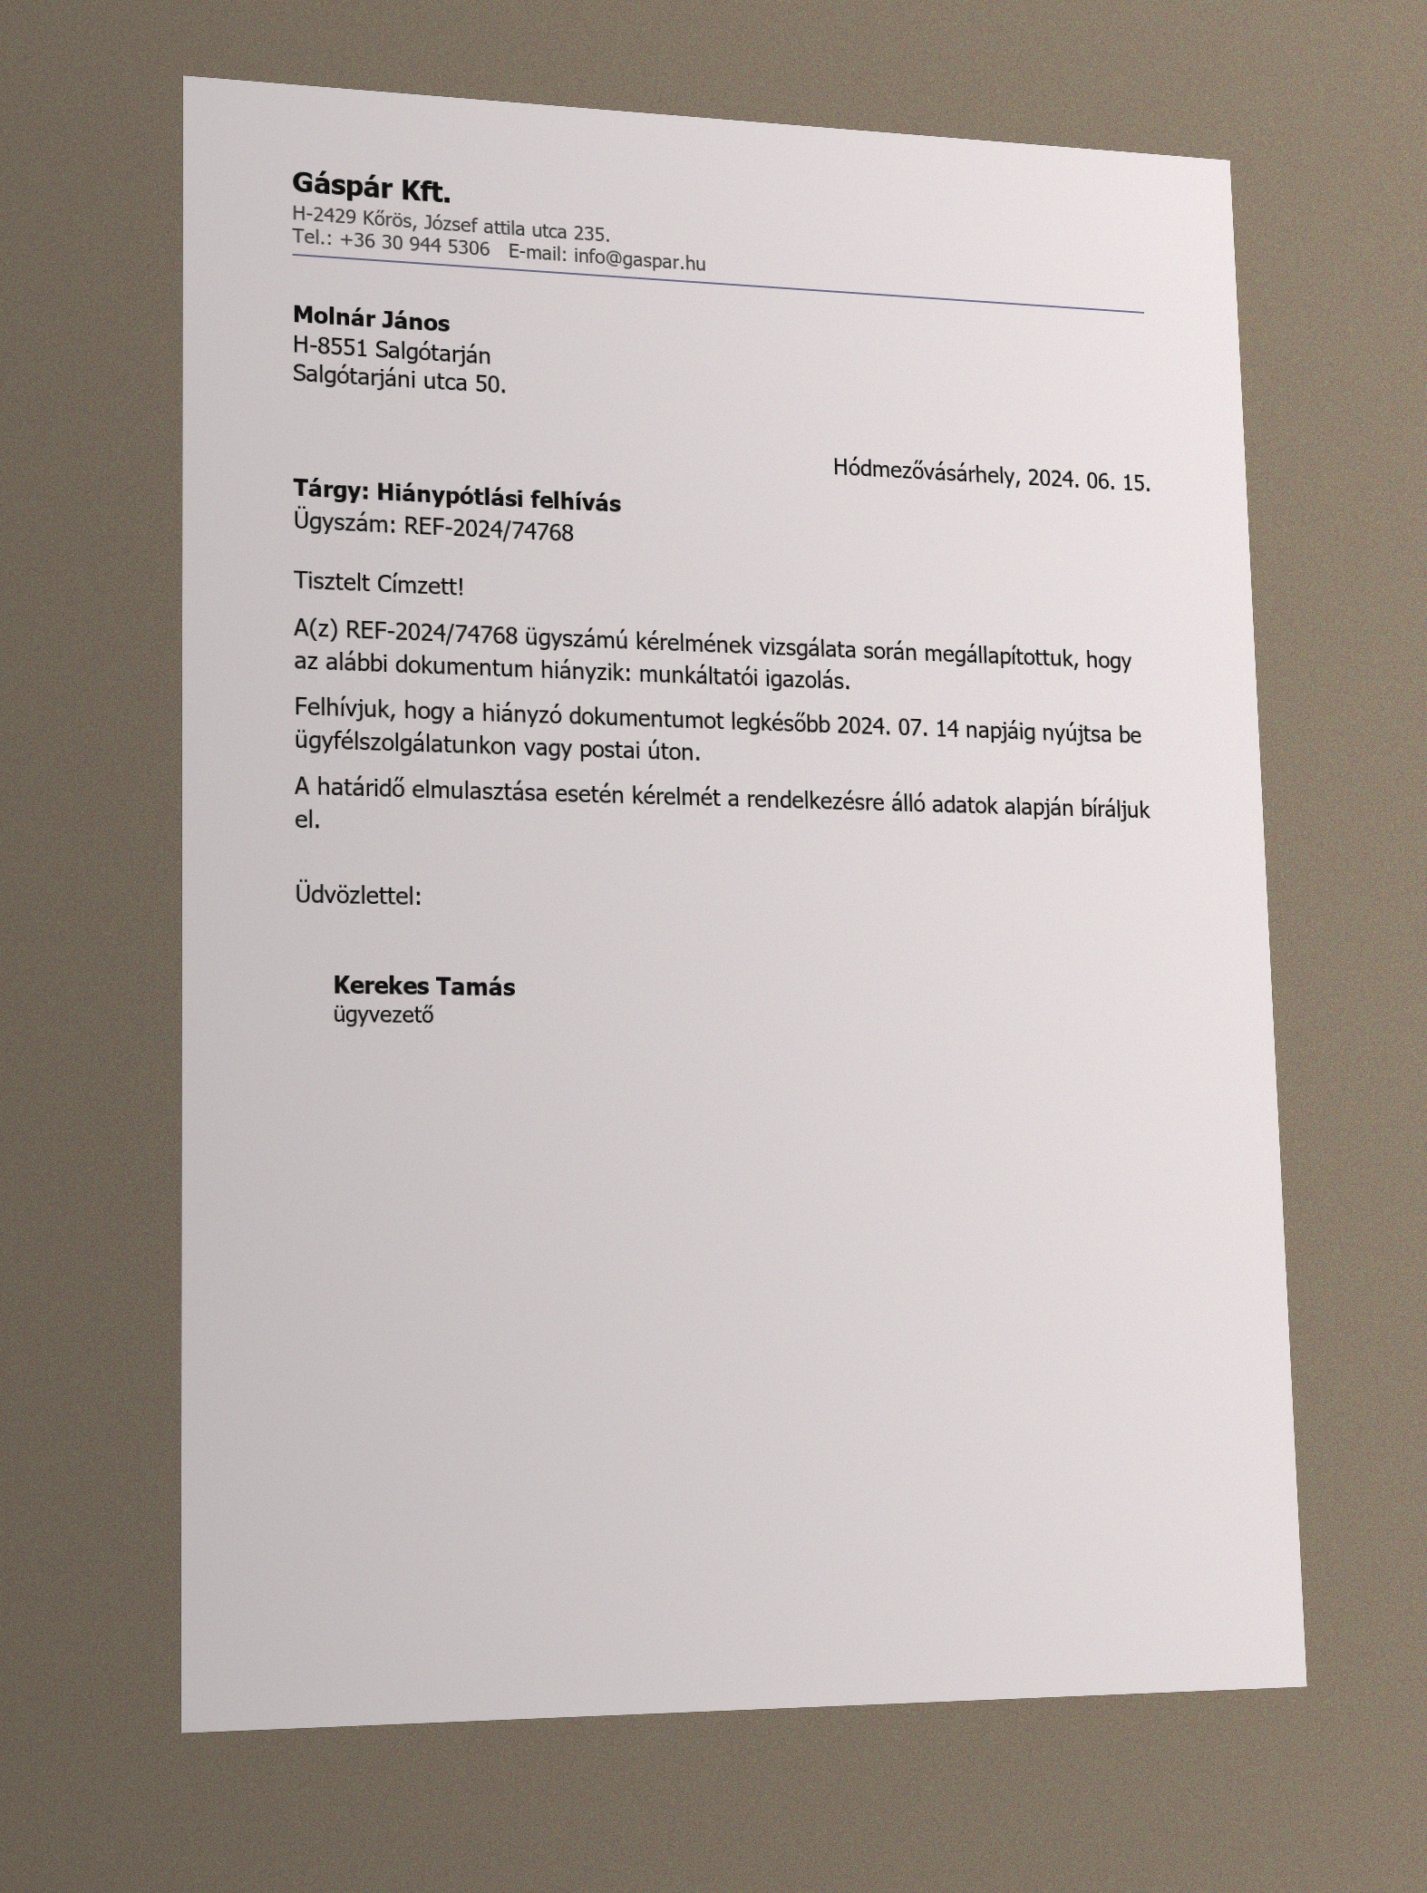 Gáspár Kft.
H-2429 Kőrös, József attila utca 235.
Tel.: +36 30 944 5306 E-mail: info@gaspar.hu
Molnár János
H-8551 Salgótarján
Salgótarjáni utca 50.
Hódmezővásárhely, 2024. 06. 15.
Tárgy: Hiánypótlási felhívás
Ügyszám: REF-2024/74768
Tisztelt Címzett!
A(z) REF-2024/74768 ügyszámú kérelmének vizsgálata során megállapítottuk, hogy
az alábbi dokumentum hiányzik: munkáltatói igazolás.
Felhívjuk, hogy a hiányzó dokumentumot legkésőbb 2024. 07. 14 napjáig nyújtsa be
ügyfélszolgálatunkon vagy postai úton.
A határidő elmulasztása esetén kérelmét a rendelkezésre álló adatok alapján bíráljuk
el.
Üdvözlettel:
Kerekes Tamás
ügyvezető